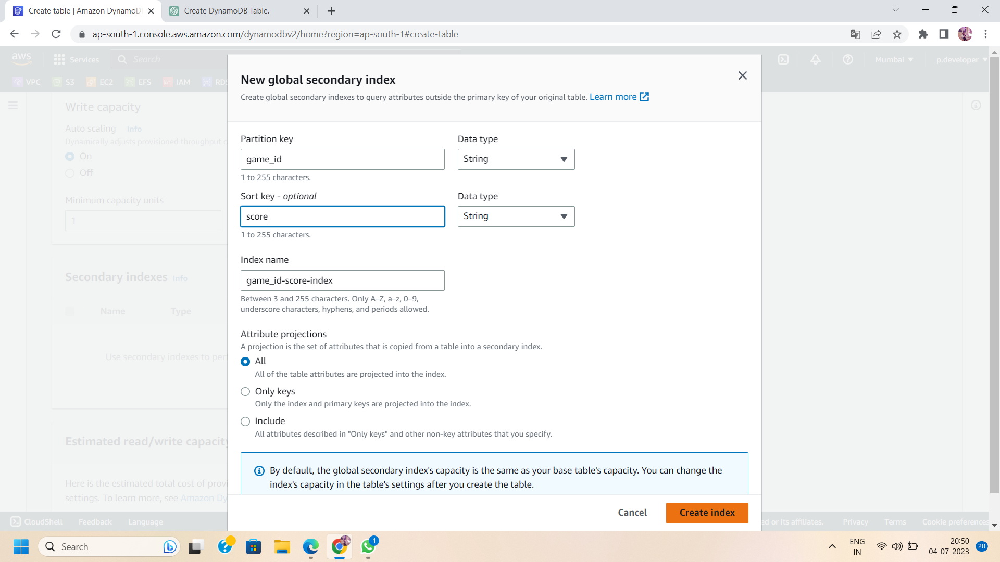 Create table | Amazon DynamoD
Create DynamoDB Table.
ap-south-1.console.aws.amazon.com/dynamodbv2/home?region=ap-south-1#create-table
aws
Services
Search
Mumbai
p.developer
VPC
S3
EC2
EFS
IAM
RDS
New global secondary index
Create global secondary indexes to query attributes outside the primary key of your original table. Learn more
Write capacity
Auto scaling Info
Dynamically adjusts provisioned throughput
On
Off
Minimum capacity units
1
Secondary indexes Info
Name Type
Use secondary indexes to per
Estimated read/write capacity
Here is the estimated total cost of provi
settings. To learn more, see Amazon Dy
Partition key
Data type
game_id
String
1 to 255 characters.
Sort key - optional
Data type
score
String
1 to 255 characters.
Index name
game_id-score-index
Between 3 and 255 characters. Only A–Z, a–z, 0–9,
underscore characters, hyphens, and periods allowed.
Attribute projections
A projection is the set of attributes that is copied from a table into a secondary index.
All
All of the table attributes are projected into the index.
Only keys
Only the index and primary keys are projected into the index.
Include
All attributes described in "Only keys" and other non-key attributes that you specify.
By default, the global secondary index's capacity is the same as your base table's capacity. You can change the
index's capacity in the table's settings after you create the table.
Cancel
Create index
CloudShell
Feedback
Language
ed or its affiliates.
Privacy
Terms
Cookie preferences
Search
1
ENG
IN
20:50
04-07-2023
20